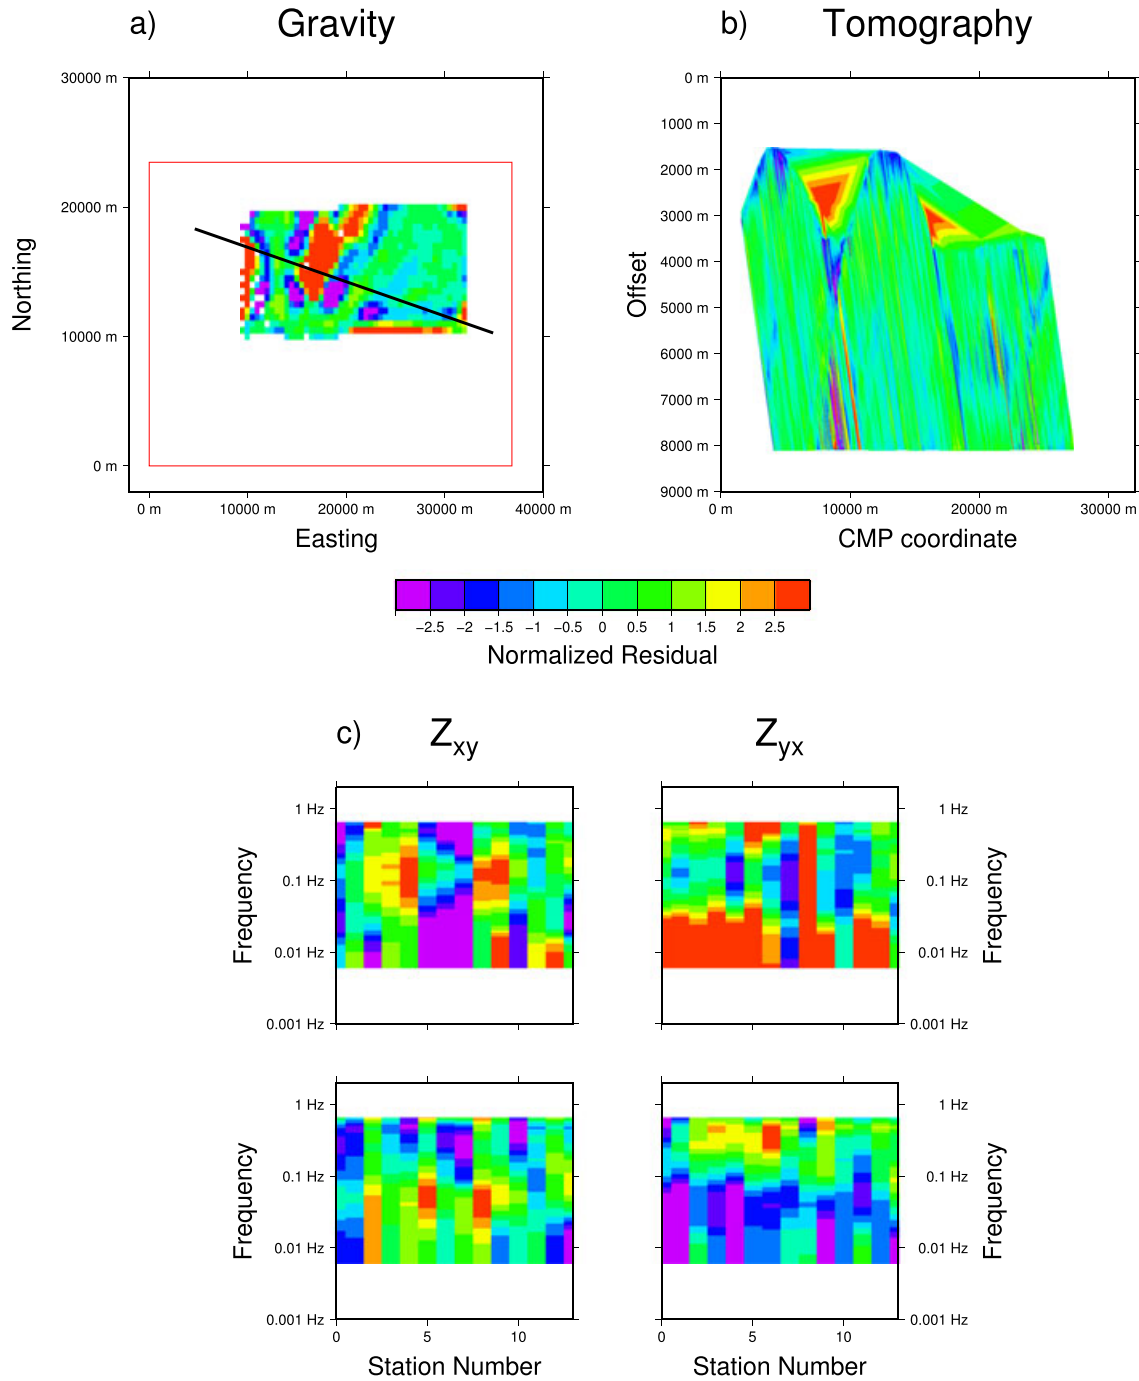 a) Gravity
b) Tomography
30000 m
20000 m
10000 m
0 m
Northing
0 m 10000 m 20000 m 30000 m 40000 m
Easting
0 m
1000 m
2000 m
3000 m
4000 m
5000 m
6000 m
7000 m
8000 m
9000 m
Offset
0 m 10000 m 20000 m 30000 m
CMP coordinate
−2.5 −2 −1.5 −1 −0.5 0 0.5 1 1.5 2 2.5
Normalized Residual
c) Zxy Zyx
1 Hz
0.1 Hz
0.01 Hz
0.001 Hz
Frequency
1 Hz
0.1 Hz
0.01 Hz
0.001 Hz
Frequency
1 Hz
0.1 Hz
0.01 Hz
0.001 Hz
Frequency
0 5 10
Station Number
1 Hz
0.1 Hz
0.01 Hz
0.001 Hz
Frequency
0 5 10
Station Number